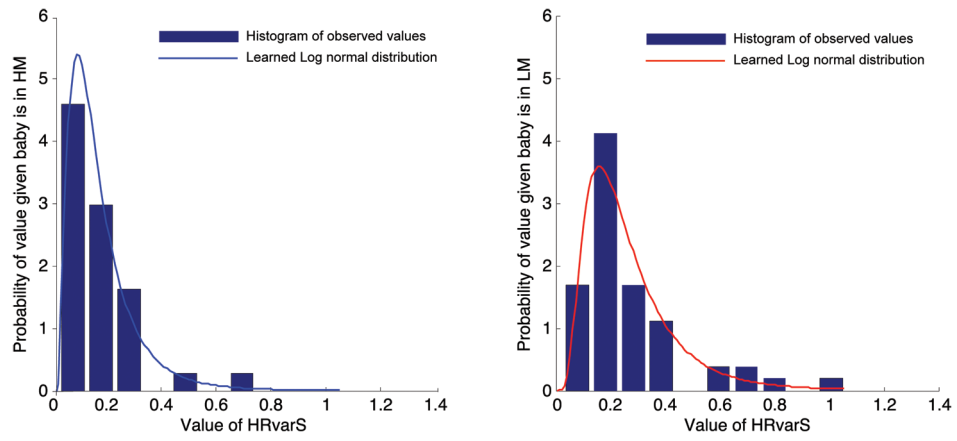 6
5
4
3
2
1
0
Probability of value given baby is in HM
Histogram of observed values
Learned Log normal distribution
0 0.2 0.4 0.6 0.8 1 1.2 1.4
Value of HRvarS
6
5
4
3
2
1
0
Probability of value given baby is in LM
Histogram of observed values
Learned Log normal distribution
0 0.2 0.4 0.6 0.8 1 1.2 1.4
Value of HRvarS